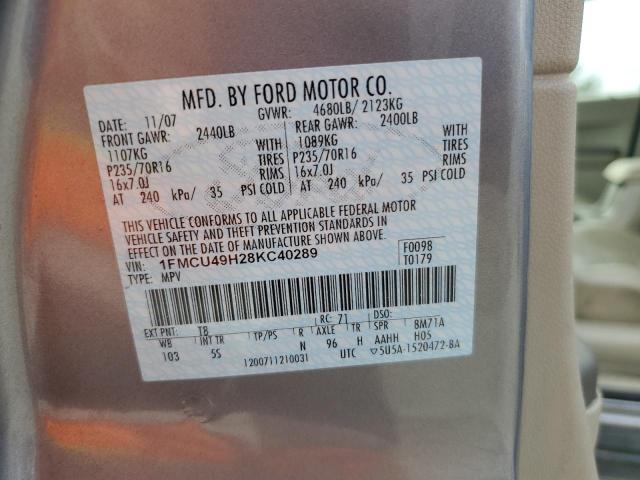 MFD. BY FORD MOTOR CO.
DATE: 11/07 GVWR: 4680LB/ 2123KG
FRONT GAWR: 2440LB REAR GAWR: 2400LB
1107KG WITH 1089KG WITH
P235/70R16 TIRES P235/70R16 TIRES
16x7.0J RIMS 16x7.0J RIMS
AT 240 kPa/ 35 PSI COLD AT 240 kPa/ 35 PSI COLD
THIS VEHICLE CONFORMS TO ALL APPLICABLE FEDERAL MOTOR
VEHICLE SAFETY AND THEFT PREVENTION STANDARDS IN
EFFECT ON THE DATE OF MANUFACTURE SHOWN ABOVE.
VIN: 1FMCU49H28KC40289 F0098
TYPE: MPV T0179
EXT PNT: TB RC: 71 DSO:
WB INT TR TP/PS R AXLE TR SPR BM71A
103 5S N 96 H AAHH H05
1200711210031 UTC ▽5U5A-1520472-BA